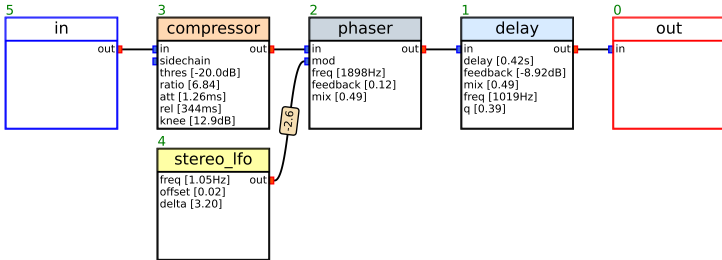 5
in
out
3
compressor
in
out
sidechain
thres [-20.0dB]
ratio [6.84]
att [1.26ms]
rel [344ms]
knee [12.9dB]
2
phaser
in
out
mod
freq [1898Hz]
feedback [0.12]
mix [0.49]
1
delay
in
out
delay [0.42s]
feedback [-8.92dB]
mix [0.49]
freq [1019Hz]
q [0.39]
0
out
in
-2.6
4
stereo_lfo
freq [1.05Hz]
out
offset [0.02]
delta [3.20]